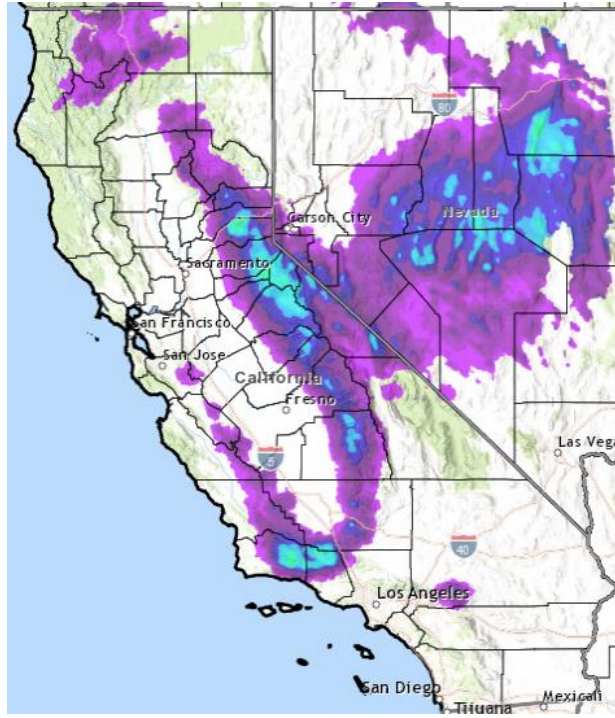 80
Carson City
Nevada
Sacramento
San Francisco
San Jose
California
Fresno
5
Las Vega
40
Los Angeles
San Diego
Tijuana
Mexicali